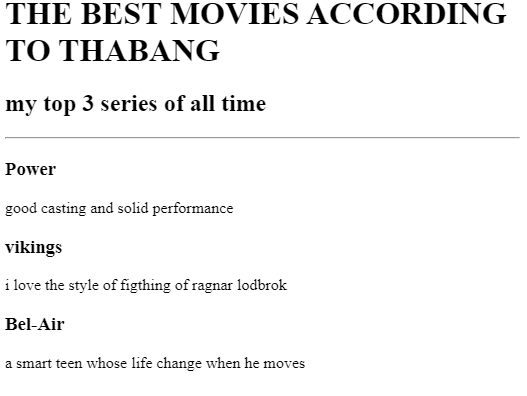 THE BEST MOVIES ACCORDING
TO THABANG
my top 3 series of all time
Power
good casting and solid performance
vikings
i love the style of figthing of ragnar lodbrok
Bel-Air
a smart teen whose life change when he moves